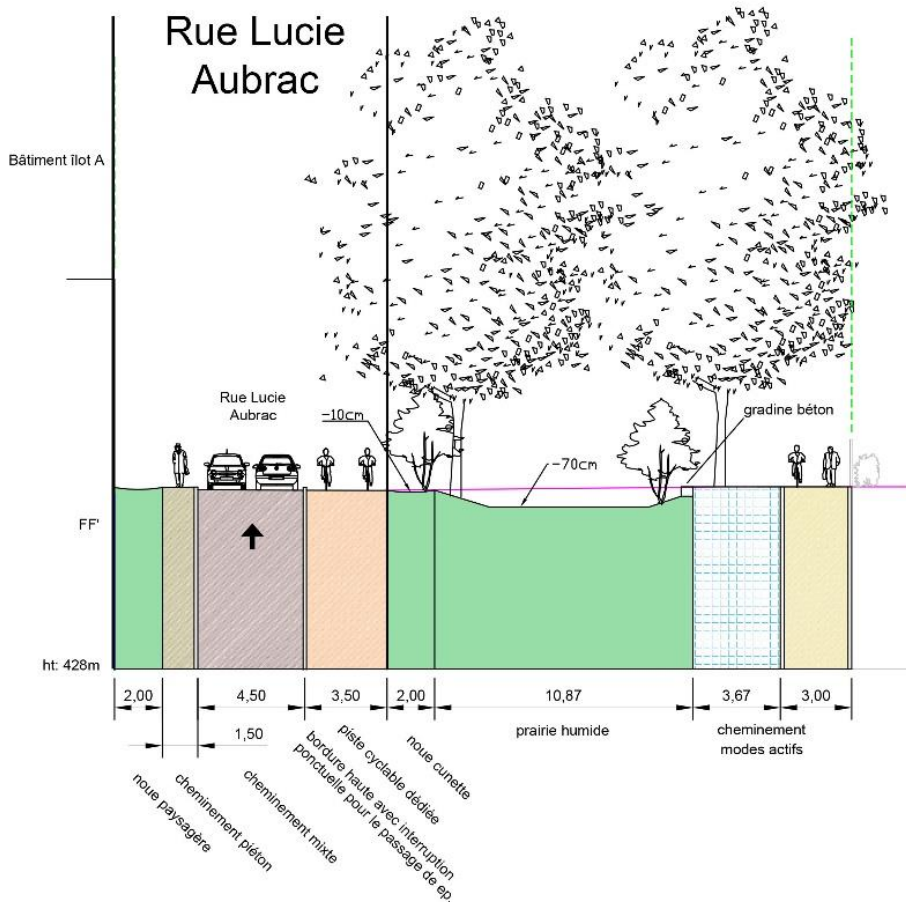 Rue Lucie
Aubrac
Bâtiment îlot A
Rue Lucie
Aubrac
-10cm
gradine béton
-70cm
FF'
ht: 428m
2,00
4,50
3,50
2,00
10,87
3,67
3,00
1,50
prairie humide
cheminement
modes actifs
noue paysagère
cheminement piéton
cheminement mixte
bordure haute avec interruption
ponctuelle pour le passage de ep.
piste cyclable dédiée
noue cunette